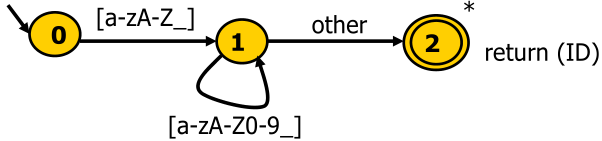 [a-zA-Z_]
other
*
0
1
2
return (ID)
[a-zA-Z0-9_]